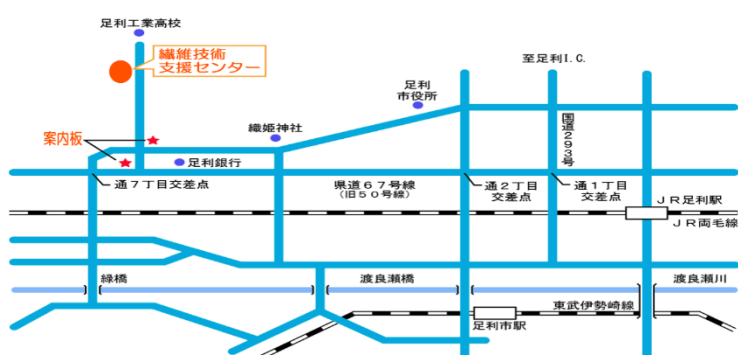 足利工業高校
繊維技術
支援センター
至足利I.C.
足利
市役所
織姫神社
国道293号
案内板
足利銀行
通7丁目交差点
県道67号線
(旧50号線)
通2丁目
交差点
通1丁目
交差点
JR足利駅
JR両毛線
緑橋
渡良瀬橋
渡良瀬川
東武伊勢崎線
足利市駅